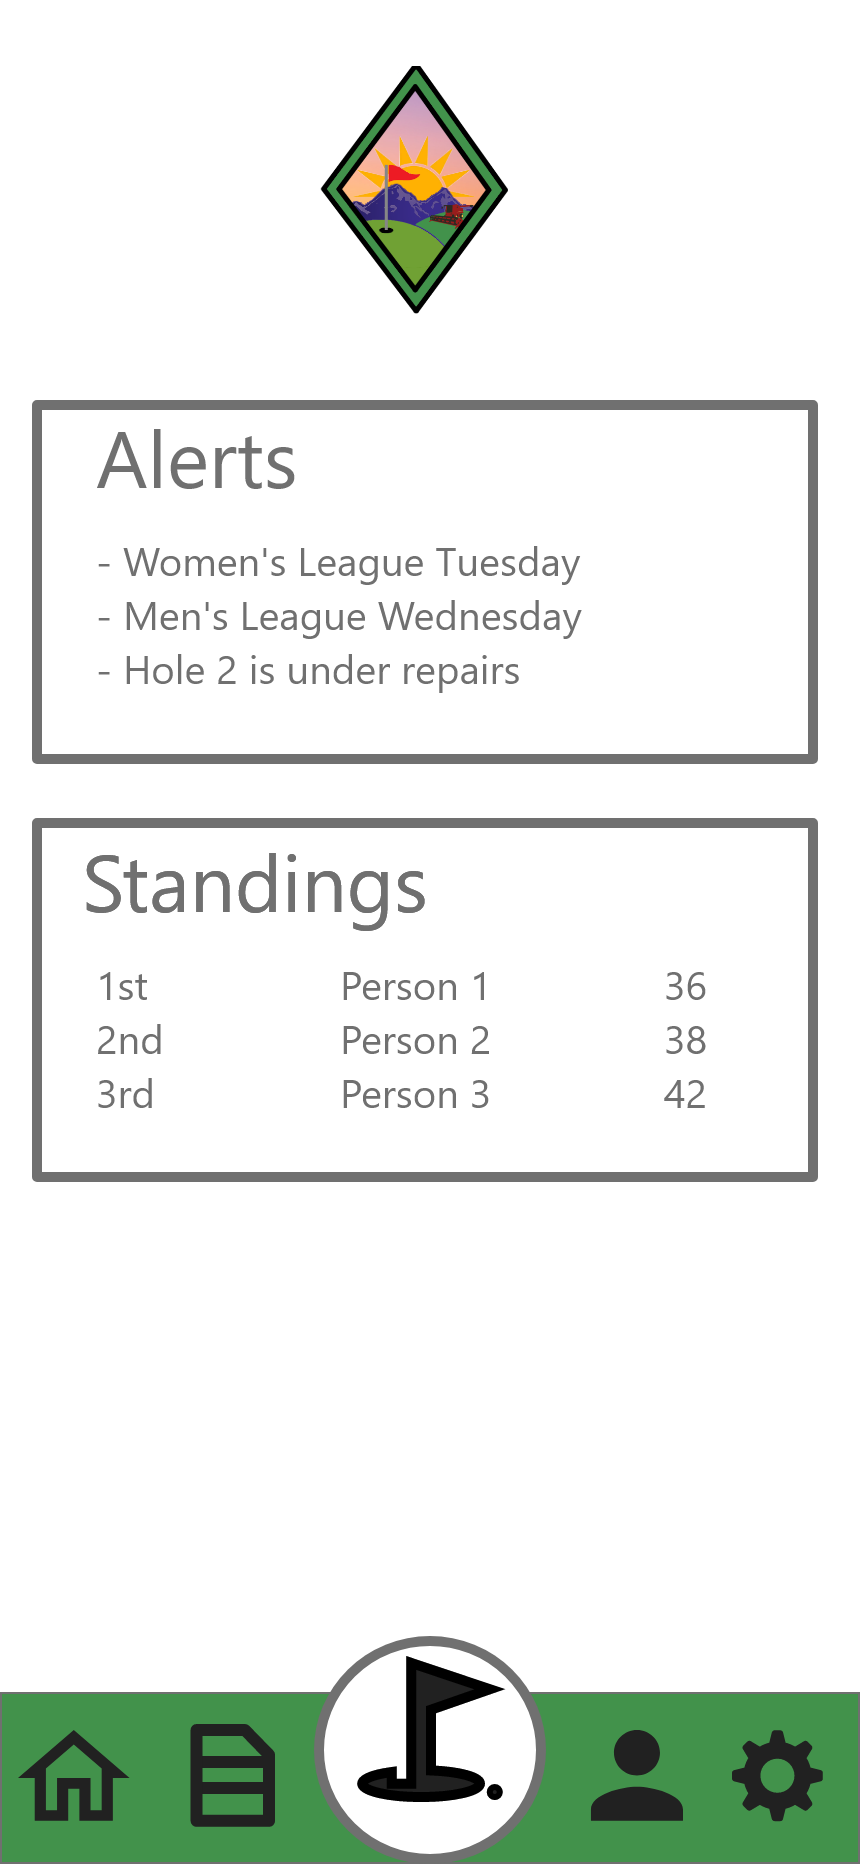 Alerts
- Women's League Tuesday
- Men's League Wednesday
- Hole 2 is under repairs
Standings
1st Person 1 36
2nd Person 2 38
3rd Person 3 42